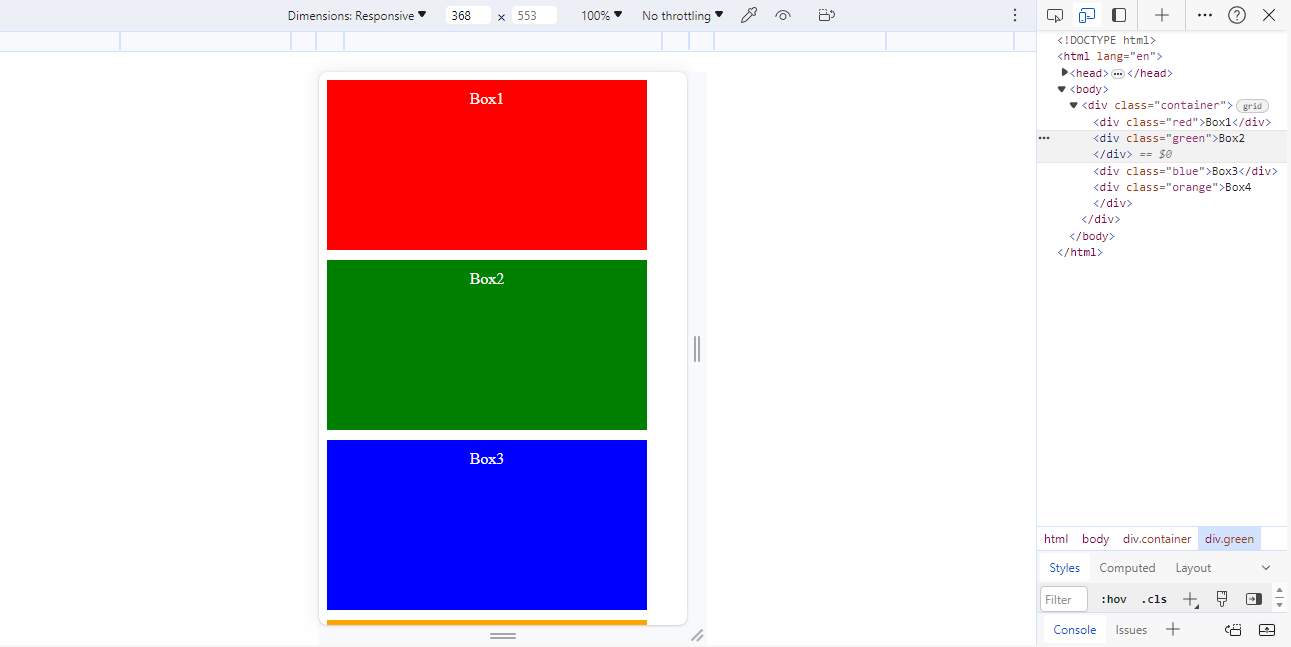 Dimensions: Responsive 368 × 553 100% No throttling
Box1
Box2
Box3
<!DOCTYPE html>
<html lang="en">
<head>…</head>
<body>
<div class="container"> grid
<div class="red">Box1</div>
<div class="green">Box2
</div> == $0
<div class="blue">Box3</div>
<div class="orange">Box4
</div>
</div>
</body>
</html>
html body div.container div.green
Styles Computed Layout
Filter :hov .cls
Console Issues